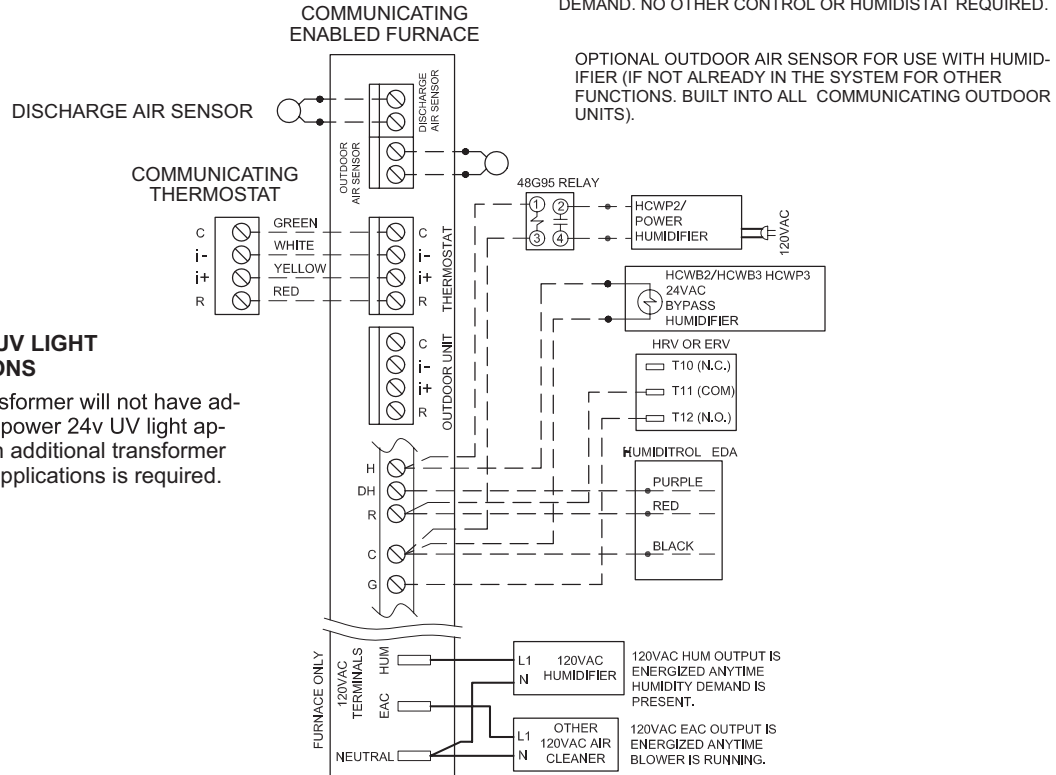 DEMAND. NO OTHER CONTROL OR HUMIDISTAT REQUIRED.
COMMUNICATING
ENABLED FURNACE
OPTIONAL OUTDOOR AIR SENSOR FOR USE WITH HUMID-
IFIER (IF NOT ALREADY IN THE SYSTEM FOR OTHER
FUNCTIONS. BUILT INTO ALL COMMUNICATING OUTDOOR
UNITS).
DISCHARGE AIR SENSOR
DISCHARGE
AIR SENSOR
OUTDOOR
AIR SENSOR
COMMUNICATING
THERMOSTAT
C
i-
i+
R
GREEN
WHITE
YELLOW
RED
C
i-
i+
R
THERMOSTAT
C
i-
i+
R
OUTDOOR UNIT
48G95 RELAY
1
2
3
4
HCWP2/
POWER
HUMIDIFIER
120VAC
HCWB2/HCWB3 HCWP3
24VAC
BYPASS
HUMIDIFIER
HRV OR ERV
T10 (N.C.)
T11 (COM)
T12 (N.O.)
UV LIGHT
ONS
sformer will not have ad-
power 24v UV light ap-
n additional transformer
applications is required.
H
DH
R
C
G
HUMIDITROL EDA
PURPLE
RED
BLACK
FURNACE ONLY
120VAC
TERMINALS
HUM
EAC
NEUTRAL
L1
N
120VAC
HUMIDIFIER
120VAC HUM OUTPUT IS
ENERGIZED ANYTIME
HUMIDITY DEMAND IS
PRESENT.
L1
N
OTHER
120VAC AIR
CLEANER
120VAC EAC OUTPUT IS
ENERGIZED ANYTIME
BLOWER IS RUNNING.